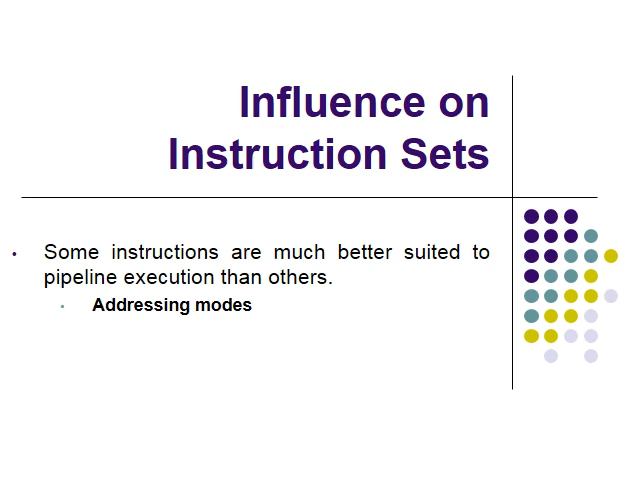 Influence on
Instruction Sets
• Some instructions are much better suited to
pipeline execution than others.
• Addressing modes